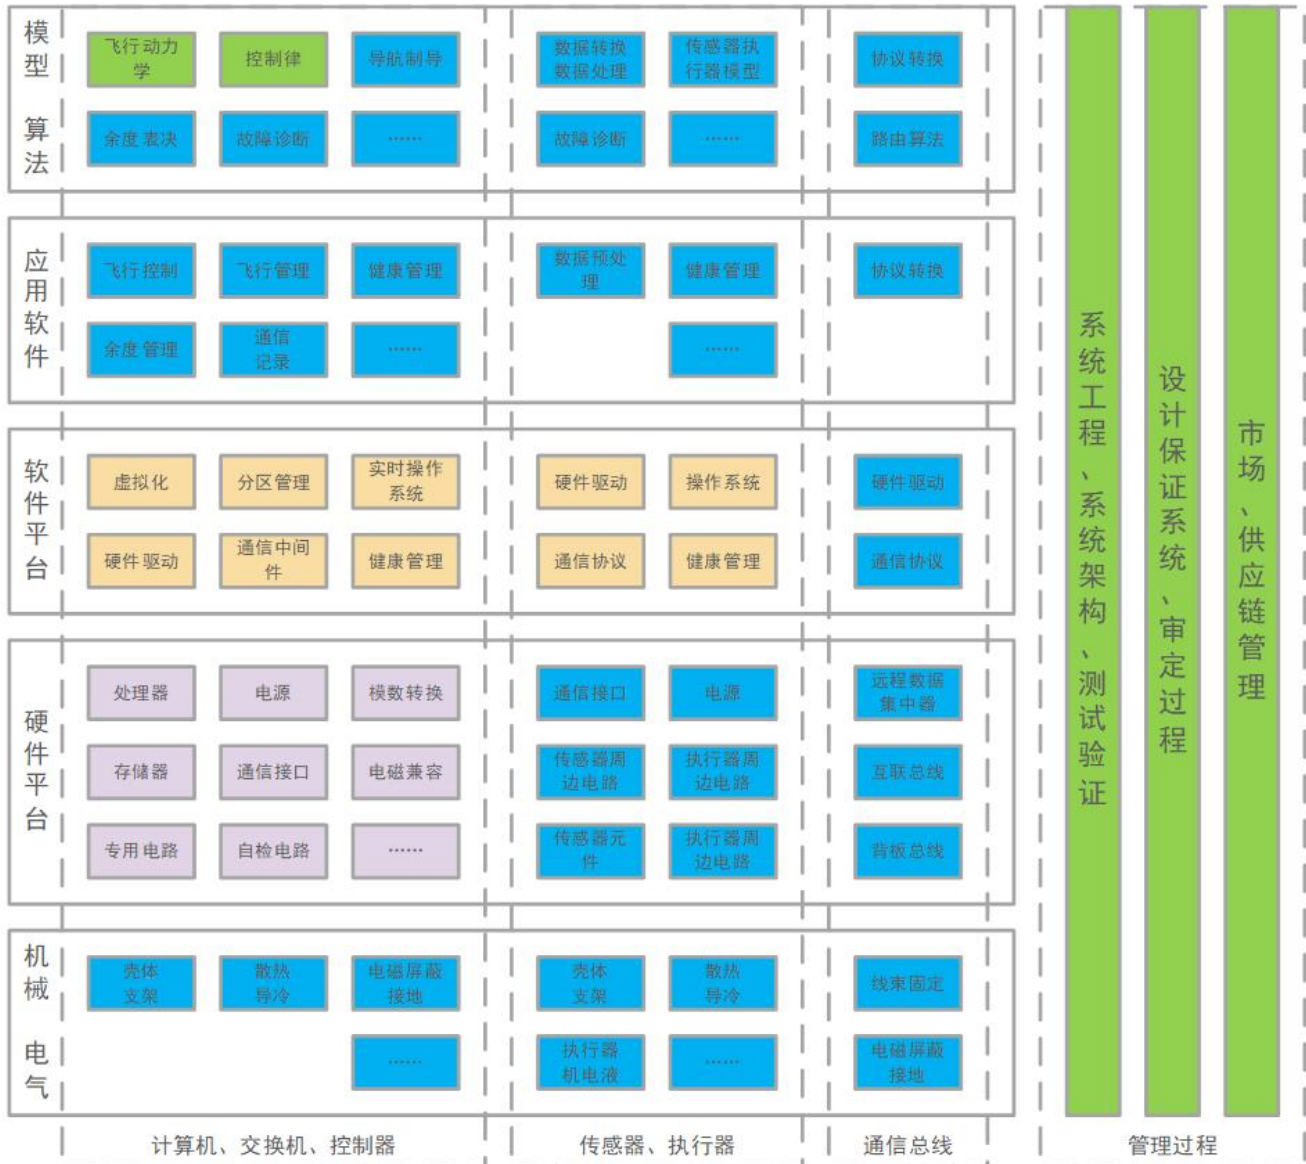 模型
算法
飞行动力
学
控制律
导航制导
数据转换
数据处理
传感器执
行器模型
协议转换
余度表决
故障诊断
……
故障诊断
……
路由算法
应用软件
飞行控制
飞行管理
健康管理
数据预处
理
健康管理
协议转换
余度管理
通信
记录
……
……
软件平台
虚拟化
分区管理
实时操作
系统
硬件驱动
操作系统
硬件驱动
硬件驱动
通信中间
件
健康管理
通信协议
健康管理
通信协议
硬件平台
处理器
电源
模数转换
通信接口
电源
远程数据
集中器
存储器
通信接口
电磁兼容
传感器周
边电路
执行器周
边电路
互联总线
专用电路
自检电路
……
传感器元
件
执行器周
边电路
背板总线
机械
电气
壳体
支架
散热
导冷
电磁屏蔽
接地
壳体
支架
散热
导冷
线束固定
……
执行器
机电液
……
电磁屏蔽
接地
计算机、交换机、控制器
传感器、执行器
通信总线
系统工程、系统架构、测试验证
设计保证系统、审定过程
市场、供应链管理
管理过程